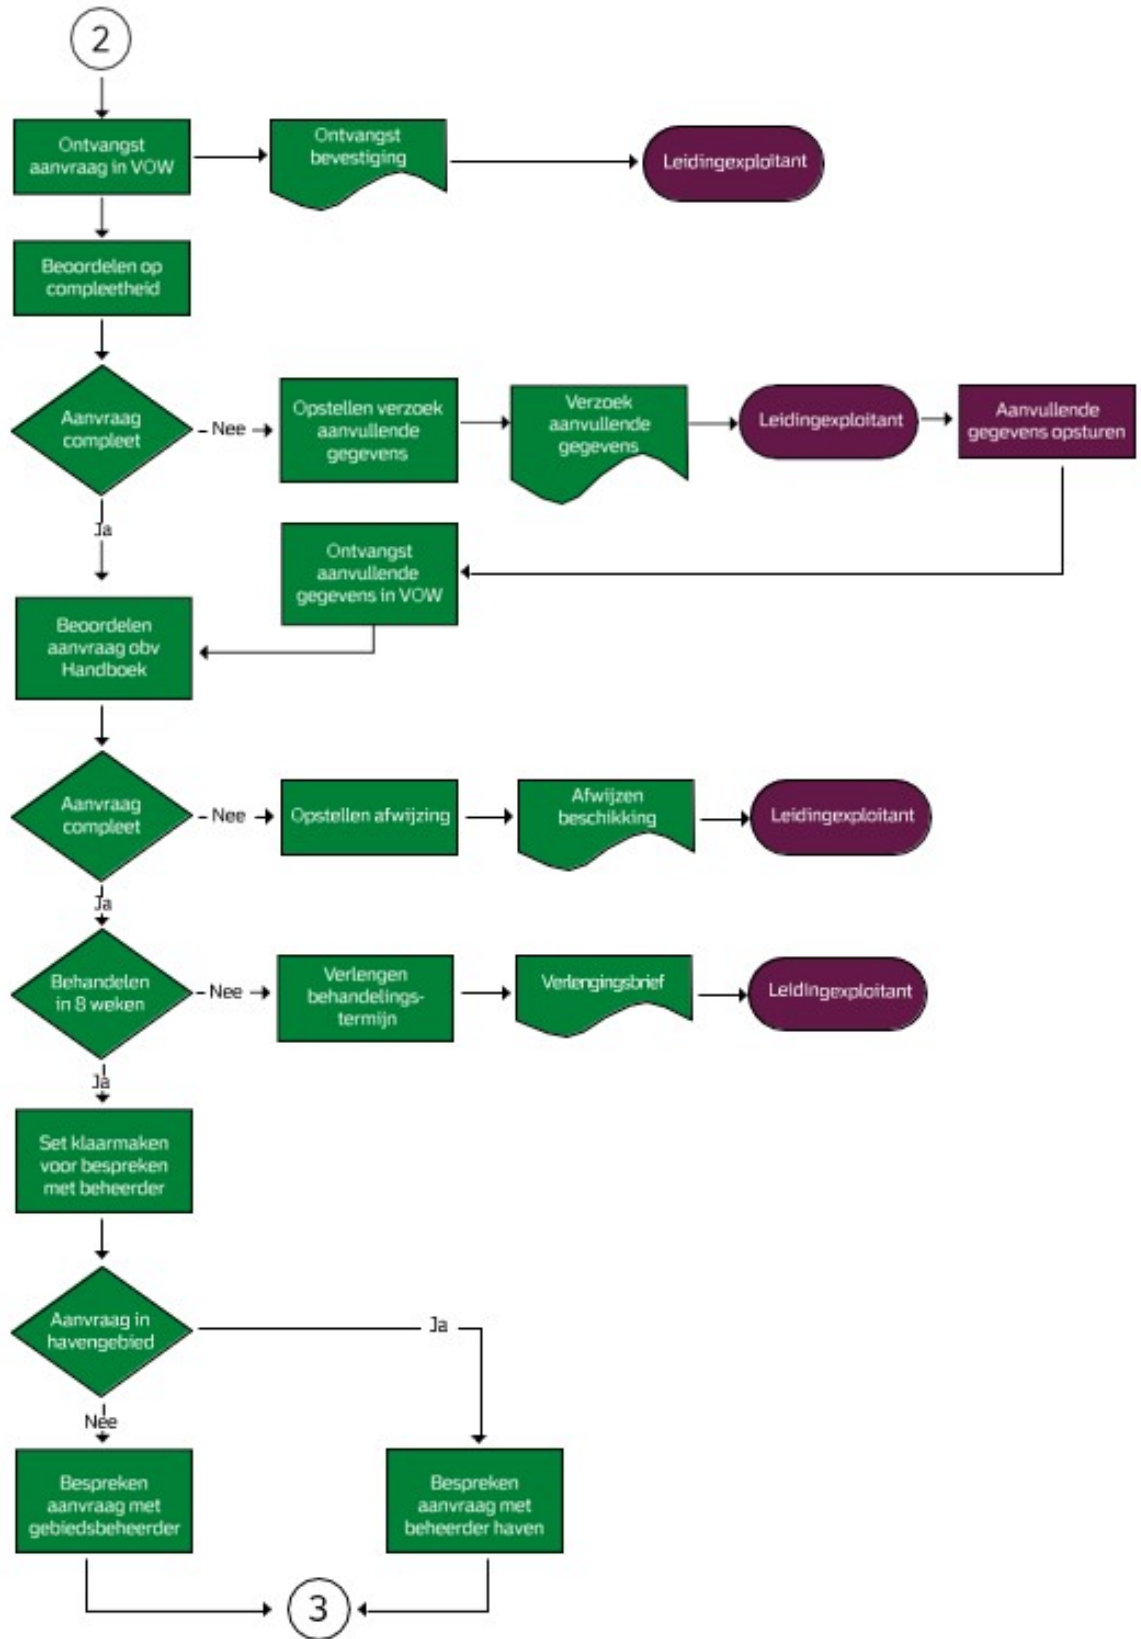 2
Ontvangst
aanvraag in VOW
Ontvangst
bevestiging
Leidingexploitant
Beoordelen op
compleetheid
Aanvraag
compleet
Nee
Opstellen verzoek
aanvullende
gegevens
Verzoek
aanvullende
gegevens
Leidingexploitant
Aanvullende
gegevens opsturen
Ja
Ontvangst
aanvullende
gegevens in VOW
Beoordelen
aanvraag obv
Handboek
Aanvraag
compleet
Nee
Opstellen afwijzing
Afwijzen
beschikking
Leidingexploitant
Ja
Behandelen
in 8 weken
Nee
Verlengen
behandelings-
termijn
Verlengingsbrief
Leidingexploitant
Ja
Set klaarmaken
voor bespreken
met beheerder
Aanvraag in
havengebied
Ja
Nee
Bespreken
aanvraag met
gebiedsbeheerder
Bespreken
aanvraag met
beheerder haven
3